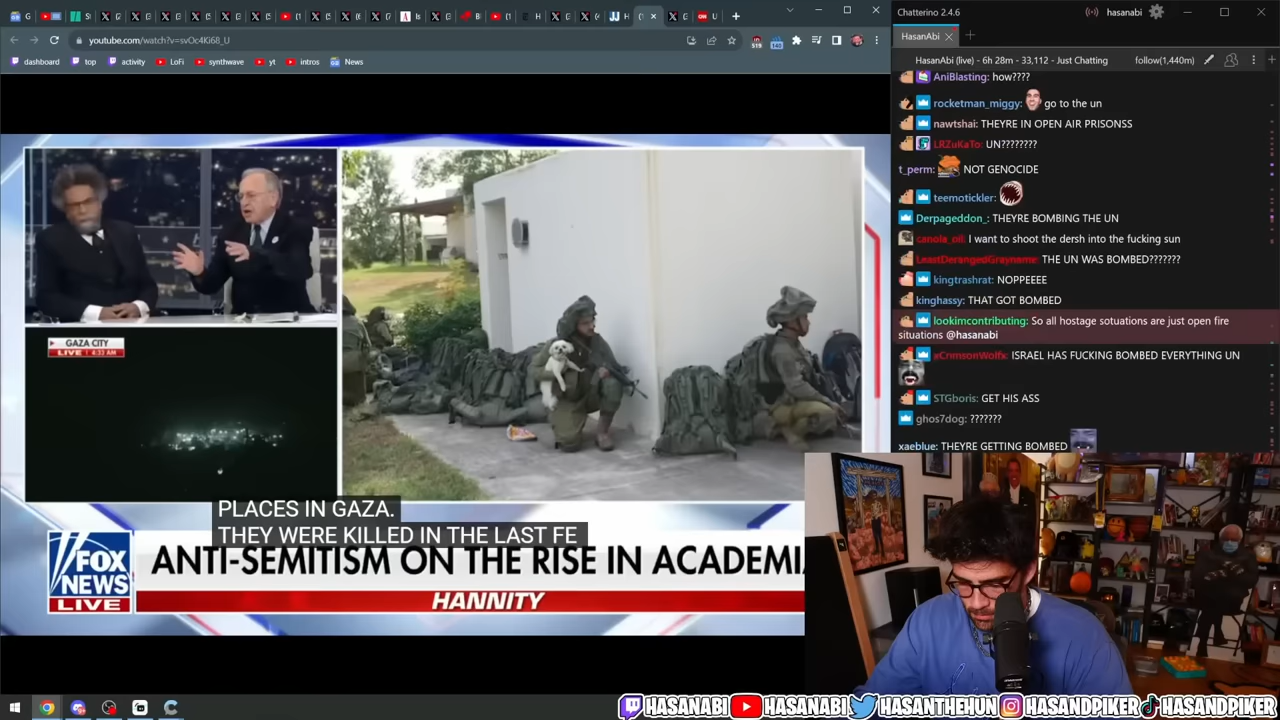 youtube.com/watch?v=svOc4Ki68_U
dashboard
top
activity
LoFi
synthwave
yt
intros
News
GAZA CITY
LIVE 4:33 AM
PLACES IN GAZA.
THEY WERE KILLED IN THE LAST FE
FOX
NEWS
LIVE
ANTI-SEMITISM ON THE RISE IN ACADEMI
HANNITY
Chatterino 2.4.6
hasanabi
HasanAbi
HasanAbi (live) - 6h 28m - 33,112 - Just Chatting
follow(1,440m)
AniBlasting: how????
rocketman_miggy: go to the un
nawtshai: THEYRE IN OPEN AIR PRISONSS
LRZuKaTo: UN????????
t_perm: NOT GENOCIDE
teemotickler:
Derpageddon_: THEYRE BOMBING THE UN
canola_oil: I want to shoot the dersh into the fucking sun
LeastDerangedGrayname: THE UN WAS BOMBED???????
kingtrashrat: NOPPEEEE
kinghassy: THAT GOT BOMBED
lookimcontributing: So all hostage sotuations are just open fire
situations @hasanabi
xCrimsonWolfx: ISRAEL HAS FUCKING BOMBED EVERYTHING UN
STGboris: GET HIS ASS
ghos7dog: ???????
xaeblue: THEYRE GETTING BOMBED
HASANABI
HASANABI
HASANTHEHUN
HASANDPIKER
HASANDPIKER